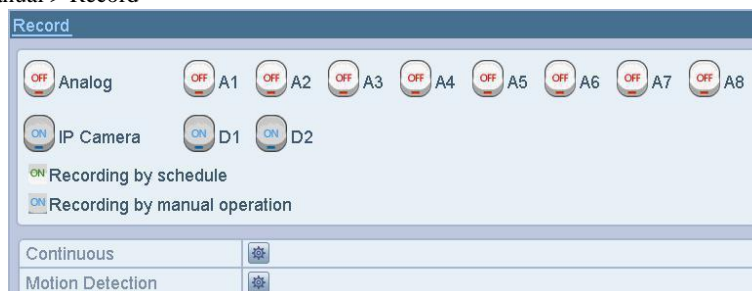 Record
OFF Analog OFF A1 OFF A2 OFF A3 OFF A4 OFF A5 OFF A6 OFF A7 OFF A8
ON IP Camera ON D1 ON D2
ON Recording by schedule
ON Recording by manual operation
Continuous
Motion Detection